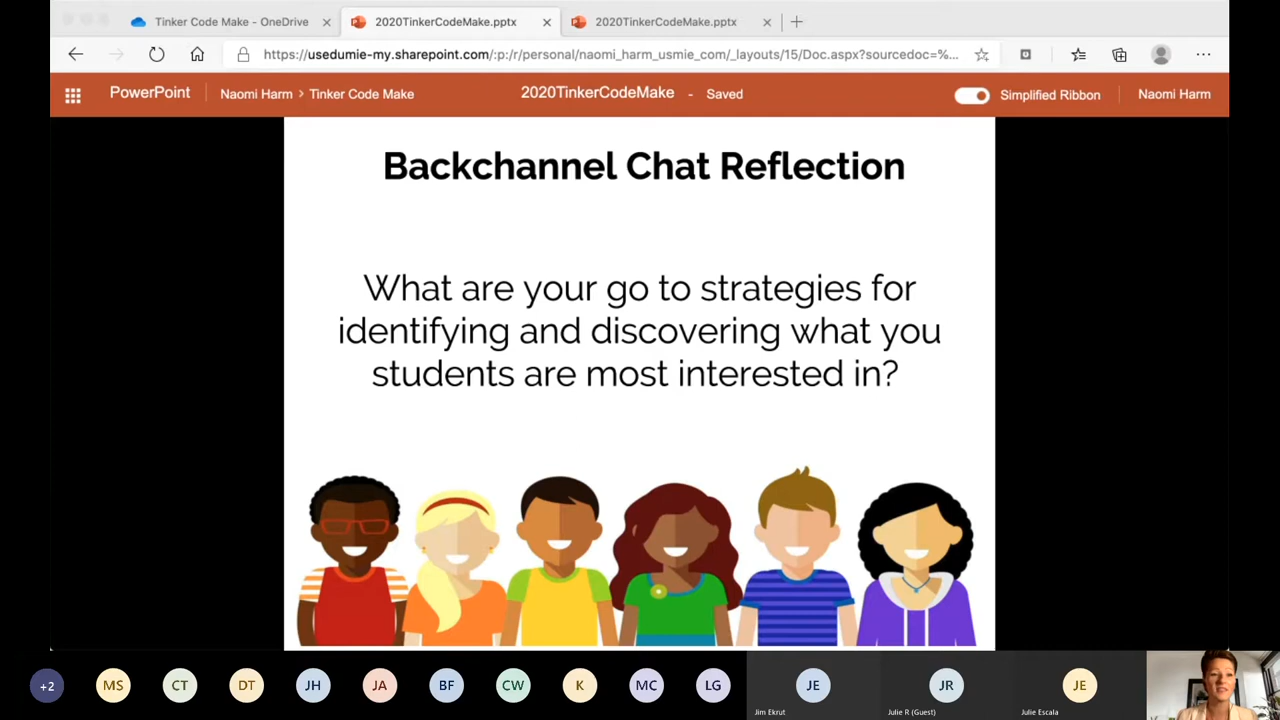 Tinker Code Make - OneDrive
2020TinkerCodeMake.pptx
2020TinkerCodeMake.pptx
https://usedumie-my.sharepoint.com/:p:/r/personal/naomi_harm_usmie_com/_layouts/15/Doc.aspx?sourcedoc=%...
PowerPoint Naomi Harm > Tinker Code Make 2020TinkerCodeMake - Saved Simplified Ribbon Naomi Harm
Backchannel Chat Reflection
What are your go to strategies for
identifying and discovering what you
students are most interested in?
+2 MS CT DT JH JA BF CW K MC LG JE JR JE
Jim Ekrut Julie R (Guest) Julie Escala